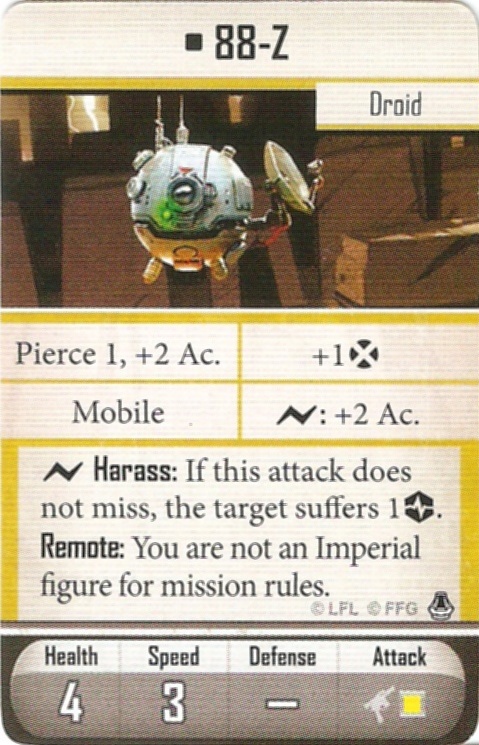 88-Z
Droid
Pierce 1, +2 Ac.
+1
Mobile
: +2 Ac.
Harass: If this attack does
not miss, the target suffers 1 .
Remote: You are not an Imperial
figure for mission rules.
© LFL © FFG
Health Speed Defense Attack
4 3 —